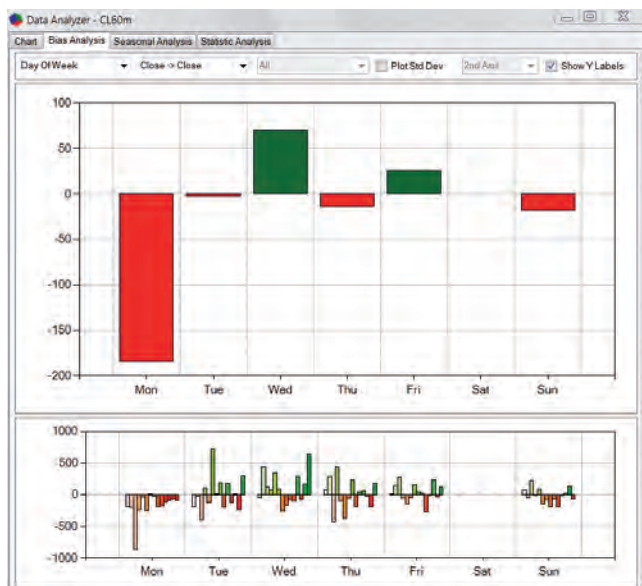 Data Analyzer - CL60m
Chart Bias Analysis Seasonal Analysis Statistic Analysis
Day Of Week Close -> Close All Plot Std Dev 2nd Axis Show Y Labels
100
50
0
-50
-100
-150
-200
Mon Tue Wed Thu Fri Sat Sun
1000
500
0
-500
-1000
Mon Tue Wed Thu Fri Sat Sun